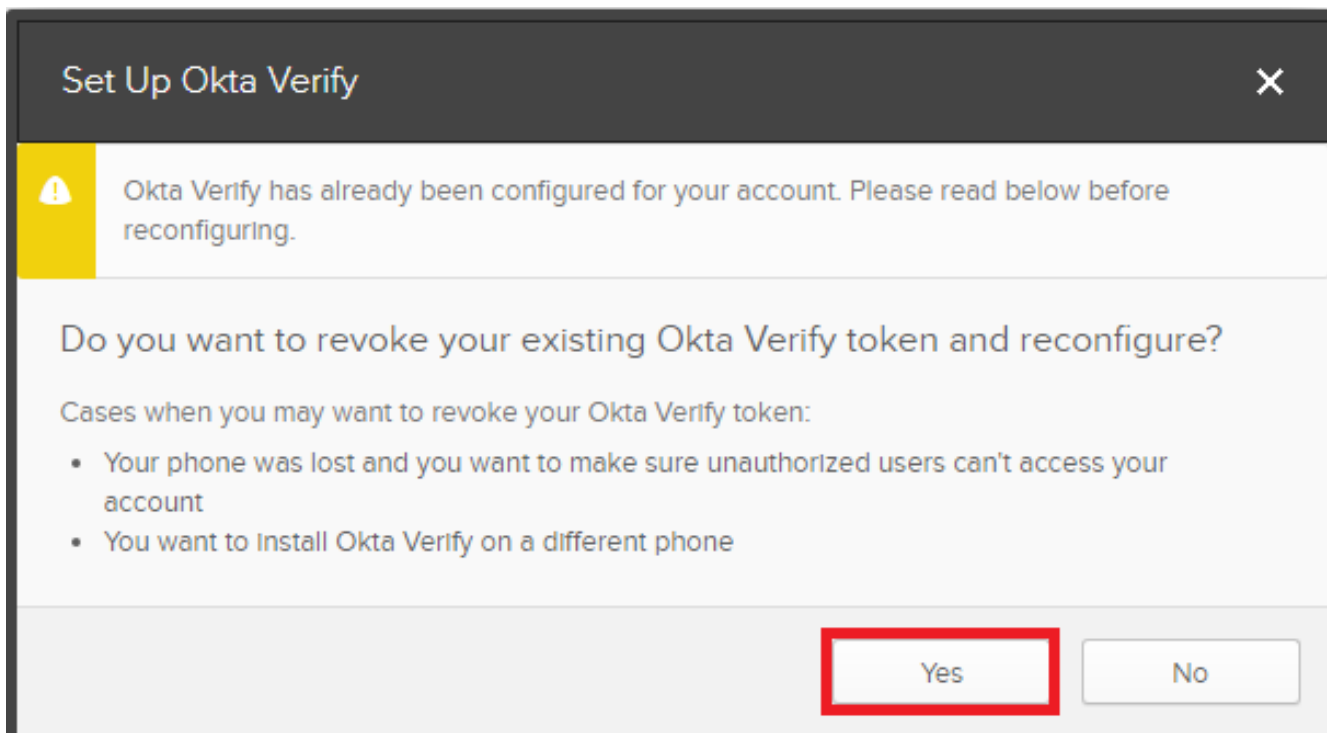 Set Up Okta Verify
Okta Verify has already been configured for your account. Please read below before
reconfiguring.
Do you want to revoke your existing Okta Verify token and reconfigure?
Cases when you may want to revoke your Okta Verify token:
• Your phone was lost and you want to make sure unauthorized users can't access your
account
• You want to install Okta Verify on a different phone
Yes No